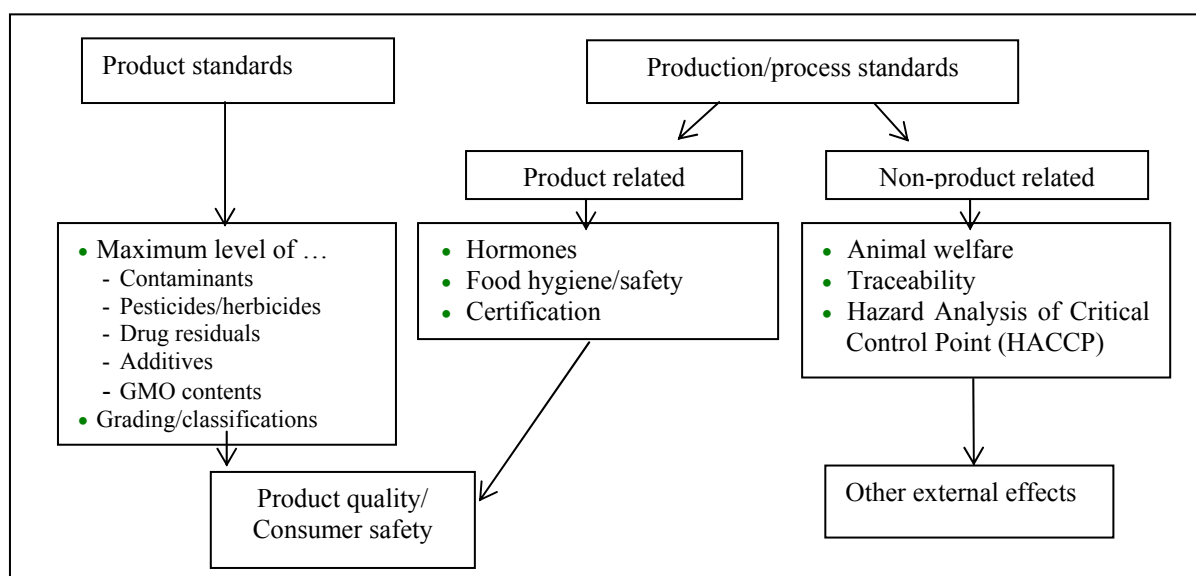 Product standards
Production/process standards
Product related
Non-product related
• Maximum level of …
- Contaminants
- Pesticides/herbicides
- Drug residuals
- Additives
- GMO contents
• Grading/classifications
• Hormones
• Food hygiene/safety
• Certification
• Animal welfare
• Traceability
• Hazard Analysis of Critical
Control Point (HACCP)
Product quality/
Consumer safety
Other external effects